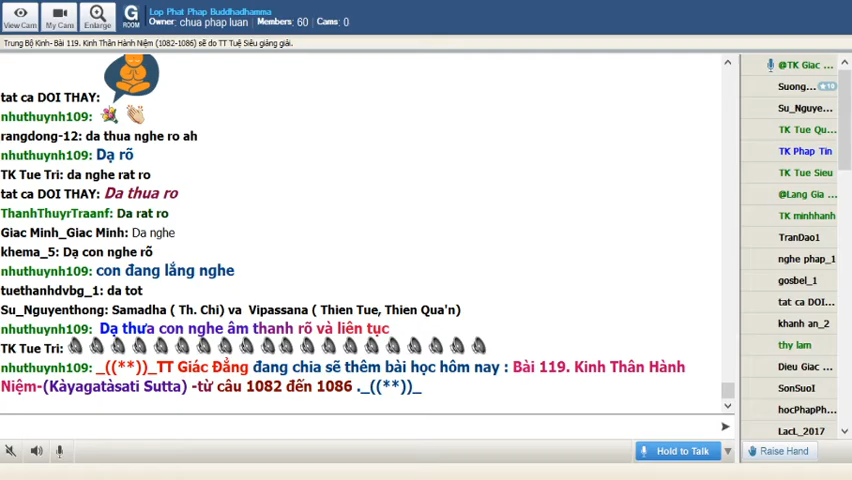 Lop Phat Phap Buddhadhamma
Owner: chua phap luan Members: 60 Cams: 0
View Cam
My Cam
Enlarge
G
ROOM
Trung Bộ Kinh- Bài 119. Kinh Thân Hành Niệm (1082-1086) sẽ do TT Tuệ Siêu giảng giải.
tat ca DOI THAY:
nhuthuynh109:
rangdong-12: da thua nghe ro ah
nhuthuynh109: Dạ rõ
TK Tue Tri: da nghe rat ro
tat ca DOI THAY: Da thua ro
ThanhThuyrTraanf: Da rat ro
Giac Minh_Giac Minh: Da nghe
khema_5: Dạ con nghe rõ
nhuthuynh109: con đang lắng nghe
tuethanhdvbg_1: da tot
Su_Nguyenthong: Samadha ( Th. Chi) va Vipassana ( Thien Tue, Thien Qua'n)
nhuthuynh109: Dạ thưa con nghe âm thanh rõ và liên tục
TK Tue Tri:
nhuthuynh109: _((**))_TT Giác Đẳng đang chia sẽ thêm bài học hôm nay : Bài 119. Kinh Thân Hành
Niệm-(Kàyagatàsati Sutta) -từ câu 1082 đến 1086 ._((**))_
@TK Giac ...
Suong... 10
Su_Nguye...
TK Tue Qu...
TK Phap Tin
TK Tue Sieu
@Lang Gia ...
TK minhhanh
TranDao1
nghe phap_1
gosbel_1
tat ca DOI...
khanh an_2
thy lam
Dieu Giac ...
SonSuoI
hocPhapPh...
LacL_2017
Hold to Talk
Raise Hand